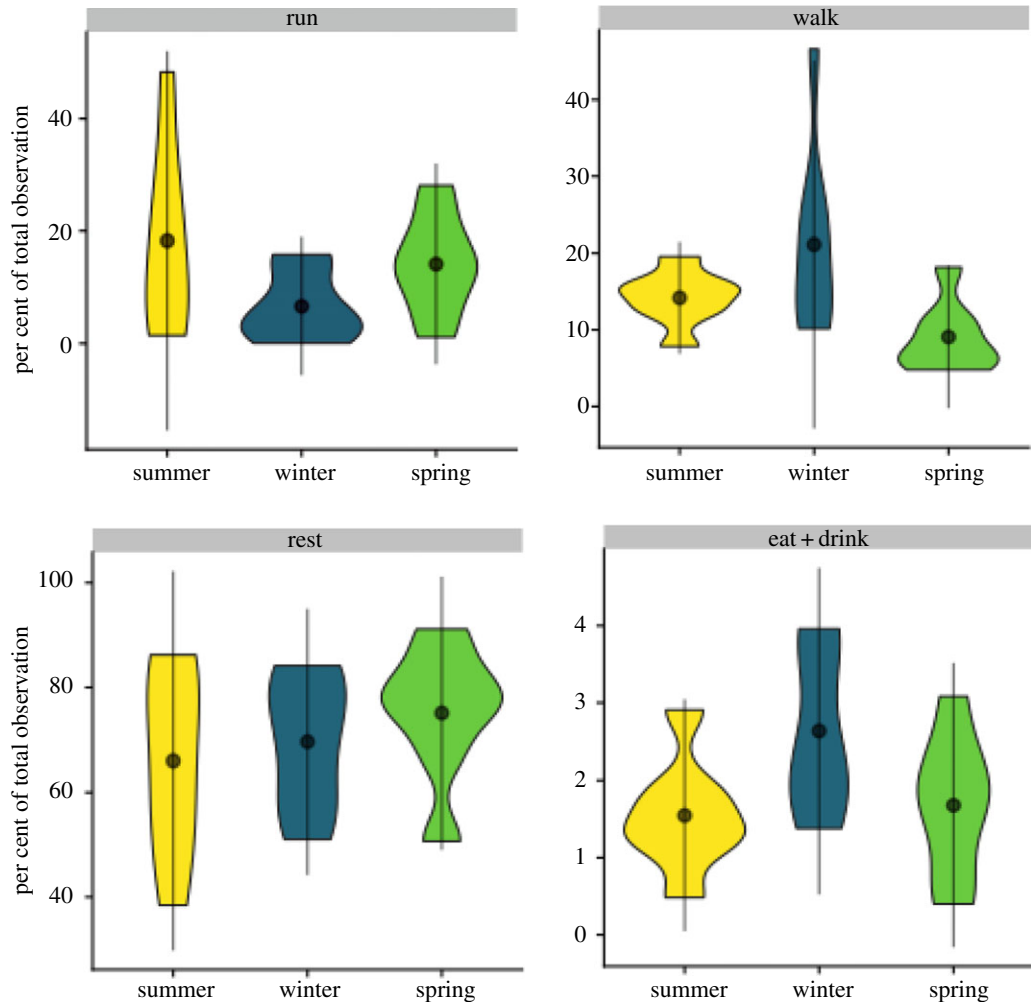 run
per cent of total observation
40
20
0
summer winter spring
walk
40
30
20
10
0
summer winter spring
rest
per cent of total observation
100
80
60
40
summer winter spring
eat + drink
4
3
2
1
0
summer winter spring